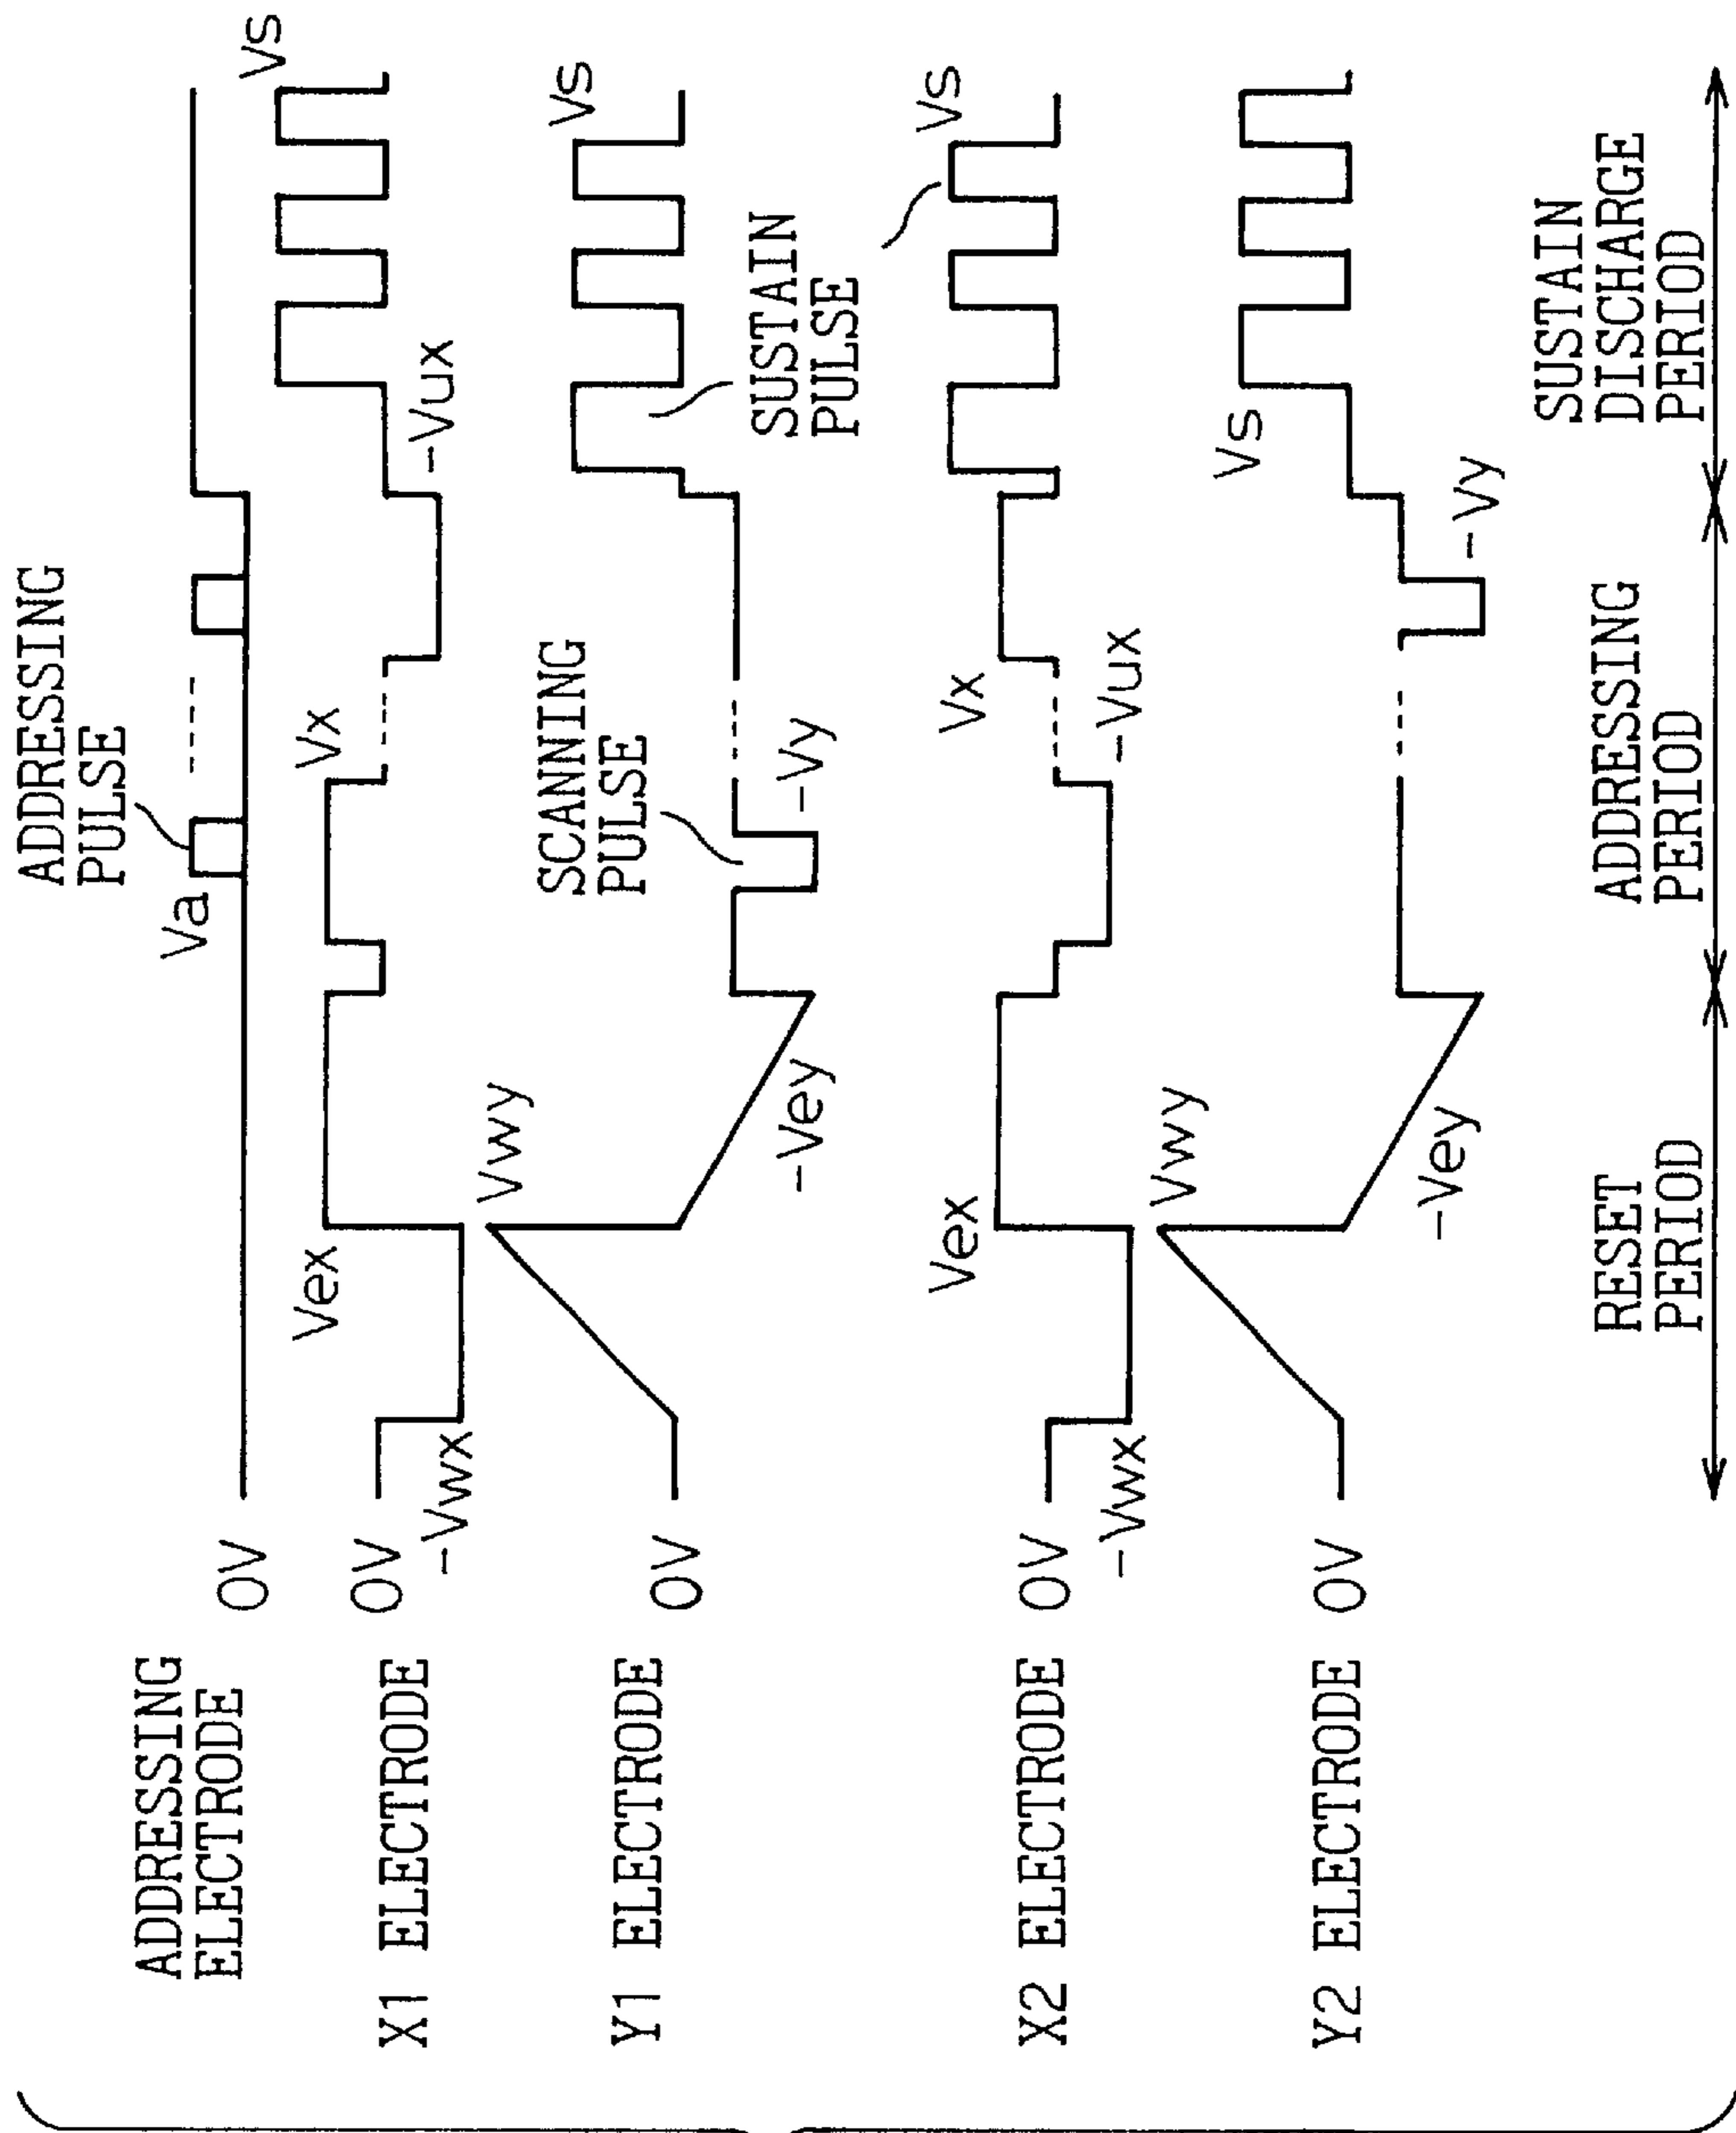 ADDRESSING
PULSE
ADDRESSING
ELECTRODE
0V
Va
X1 ELECTRODE
0V
-Vwx
Vex
Vx
-Vux
Vs
Y1 ELECTRODE
0V
Vwy
-Vey
SCANNING
PULSE
-Vy
Vs
SUSTAIN
PULSE
X2 ELECTRODE
0V
-Vwx
Vex
Vx
-Vux
Vs
Y2 ELECTRODE
0V
Vwy
-Vey
-Vy
Vs
RESET
PERIOD
ADDRESSING
PERIOD
SUSTAIN
DISCHARGE
PERIOD